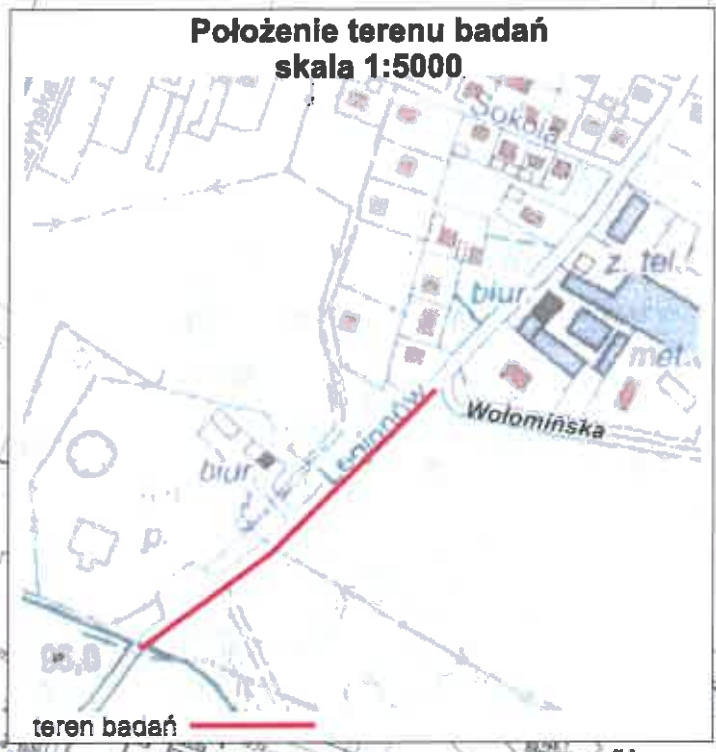 Położenie terenu badań
skala 1:5000
Sokola
z. tel.
biur
met.
Legionów
Wołomińska
biur
p.
teren badań